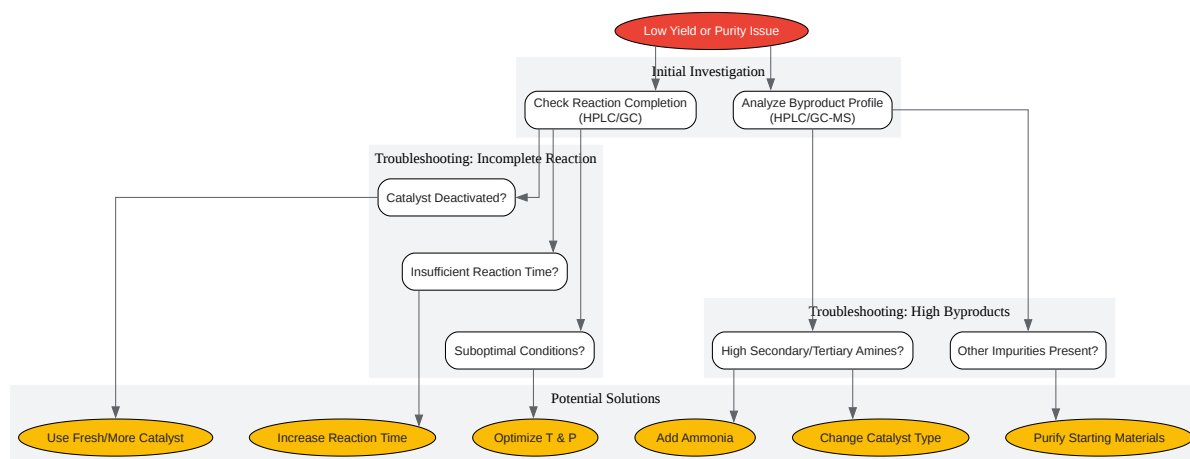 Low Yield or Purity Issue
Initial Investigation
Check Reaction Completion
(HPLC/GC)
Analyze Byproduct Profile
(HPLC/GC-MS)
Troubleshooting: Incomplete Reaction
Catalyst Deactivated?
Insufficient Reaction Time?
Suboptimal Conditions?
Troubleshooting: High Byproducts
High Secondary/Tertiary Amines?
Other Impurities Present?
Potential Solutions
Use Fresh/More Catalyst
Increase Reaction Time
Optimize T & P
Add Ammonia
Change Catalyst Type
Purify Starting Materials